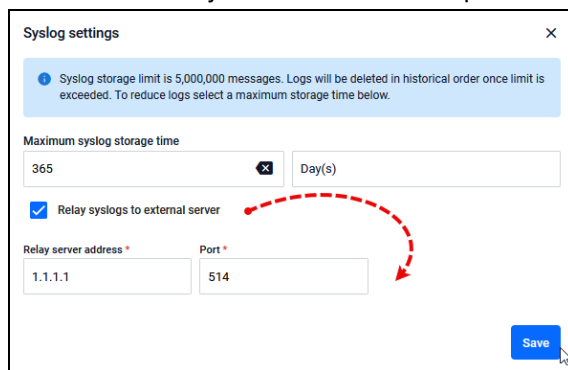 Syslog settings
Syslog storage limit is 5,000,000 messages. Logs will be deleted in historical order once limit is
exceeded. To reduce logs select a maximum storage time below.
Maximum syslog storage time
365 Day(s)
Relay syslogs to external server
Relay server address * Port *
1.1.1.1 514
Save